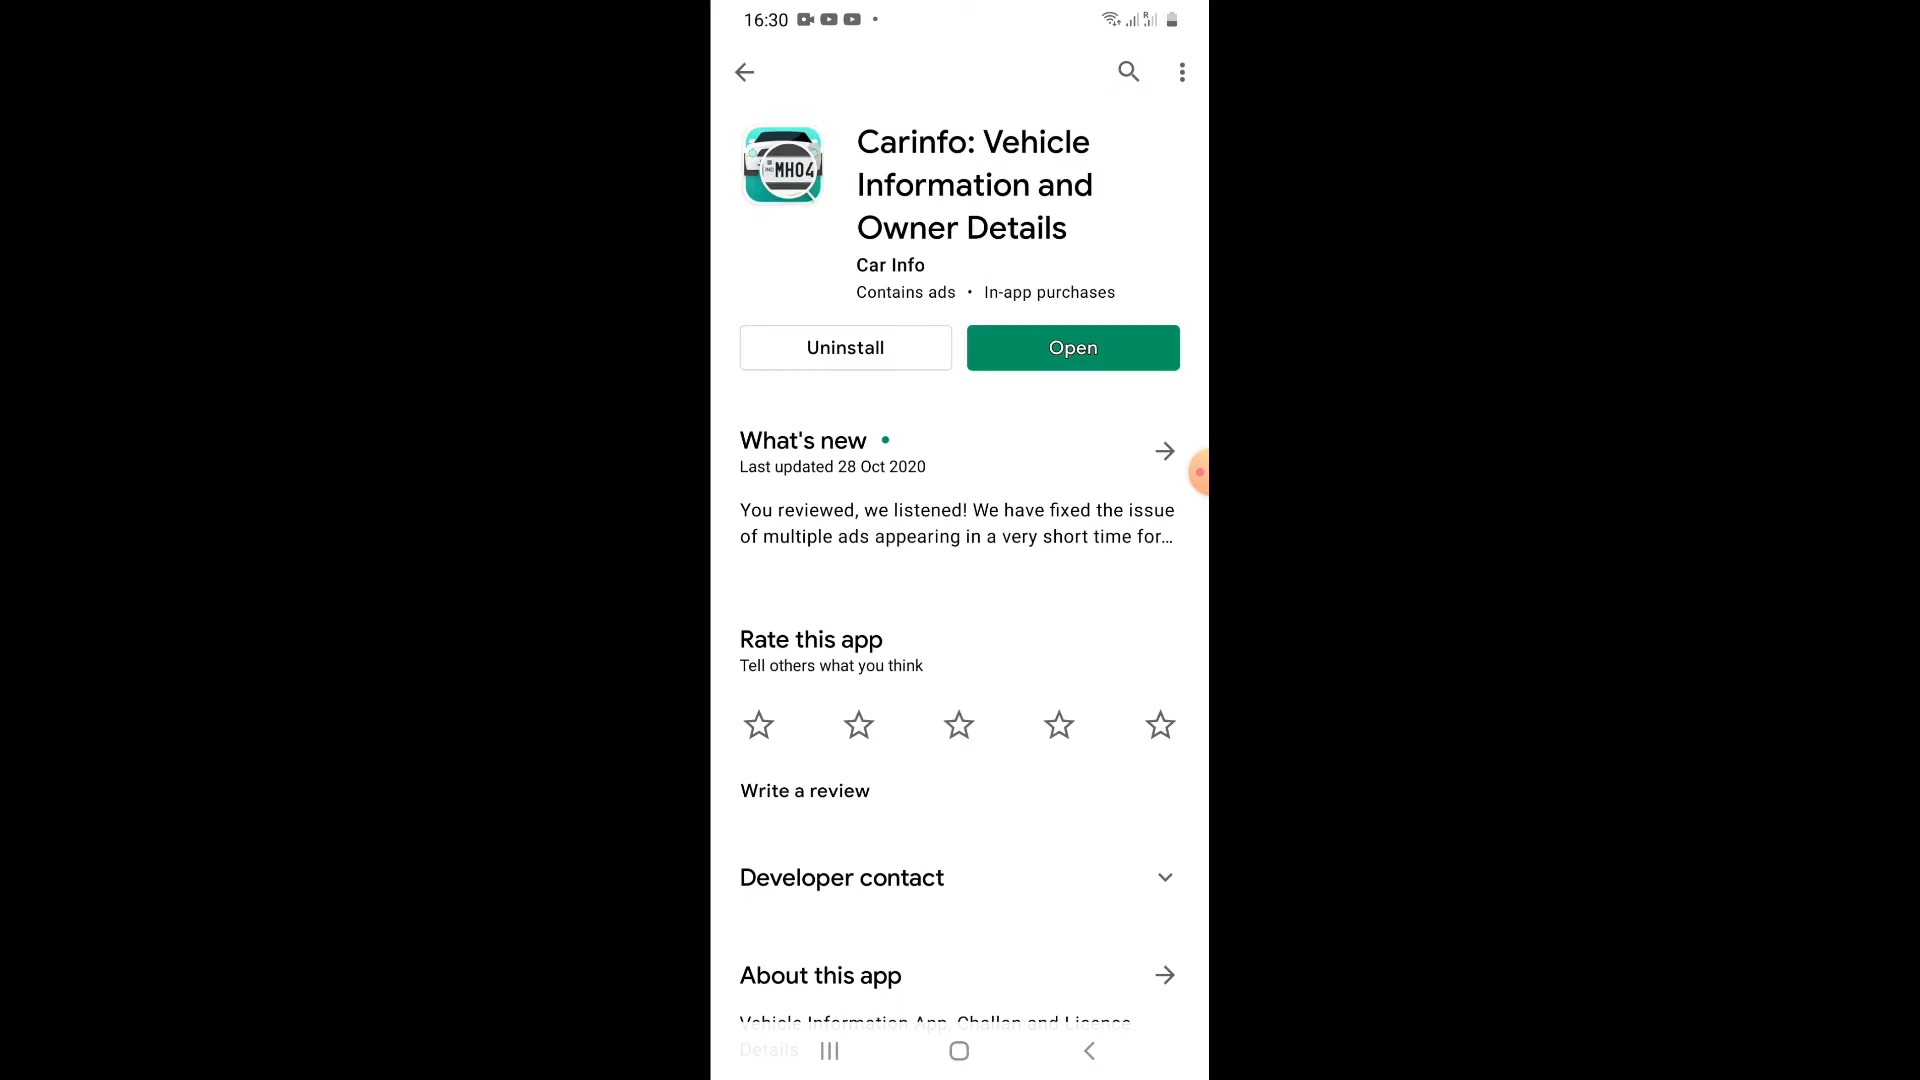 16:30
MH04
Carinfo: Vehicle
Information and
Owner Details
Car Info
Contains ads • In-app purchases
Uninstall
Open
What's new •
Last updated 28 Oct 2020
You reviewed, we listened! We have fixed the issue
of multiple ads appearing in a very short time for...
Rate this app
Tell others what you think
Write a review
Developer contact
About this app
Vehicle Information App, Challan and Licence
Details